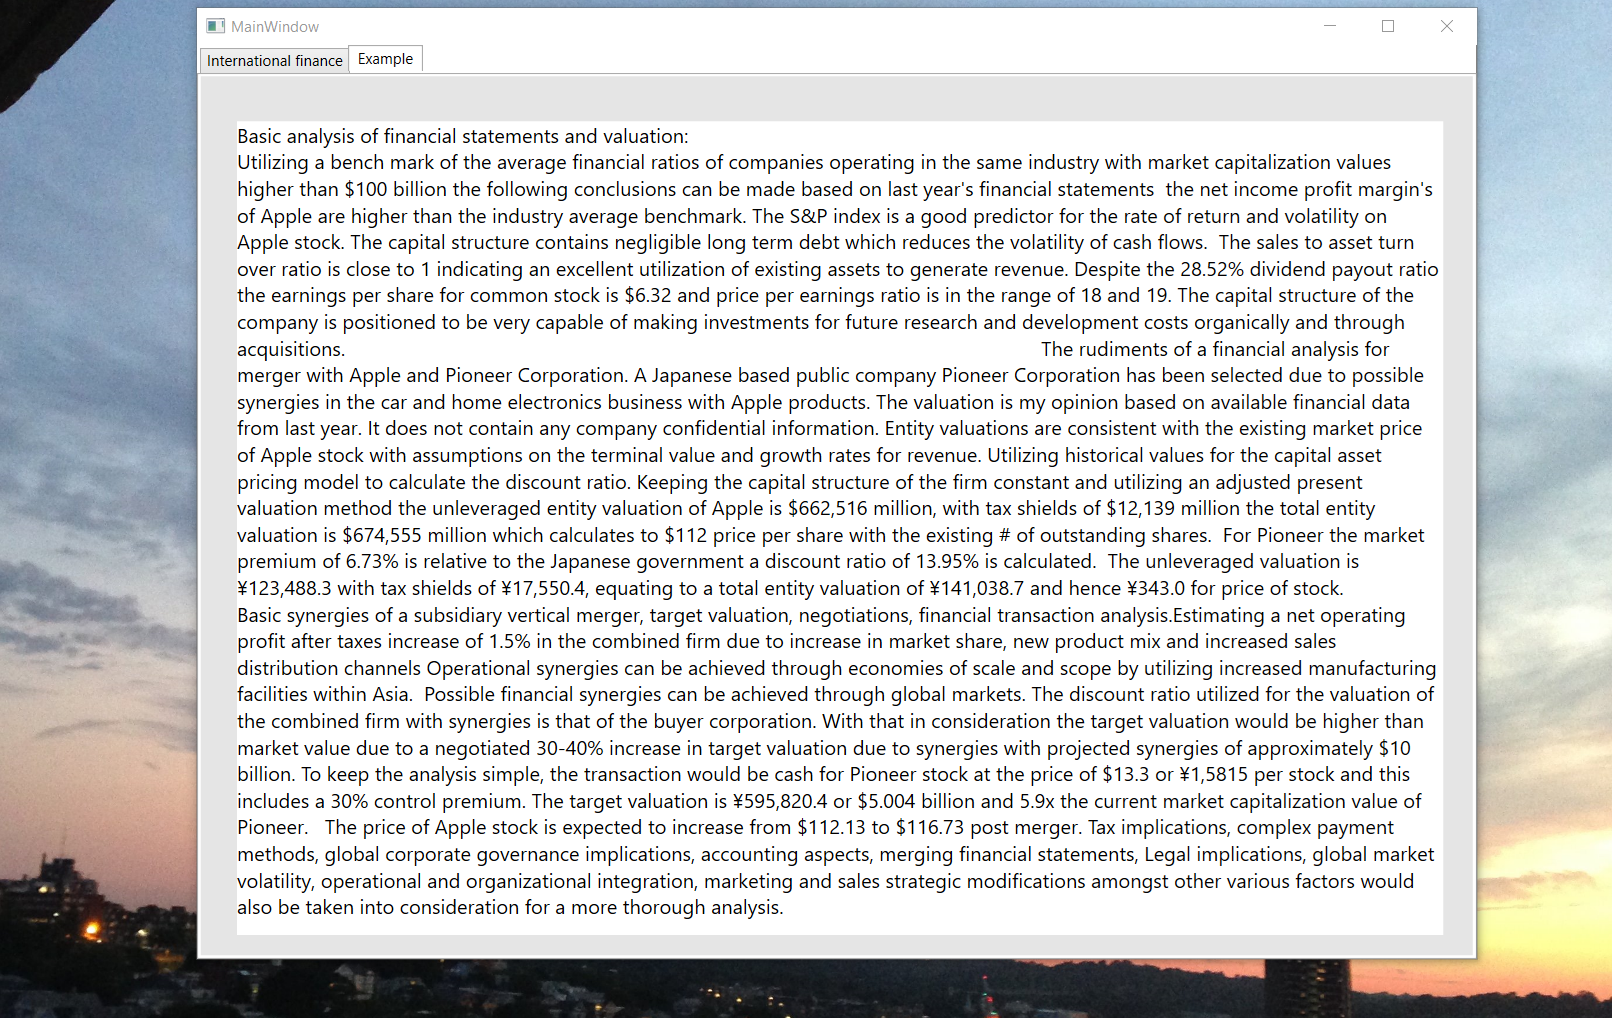 MainWindow
International finance
Example
Basic analysis of financial statements and valuation:
Utilizing a bench mark of the average financial ratios of companies operating in the same industry with market capitalization values
higher than $100 billion the following conclusions can be made based on last year's financial statements  the net income profit margin's
of Apple are higher than the industry average benchmark. The S&P index is a good predictor for the rate of return and volatility on
Apple stock. The capital structure contains negligible long term debt which reduces the volatility of cash flows.  The sales to asset turn
over ratio is close to 1 indicating an excellent utilization of existing assets to generate revenue. Despite the 28.52% dividend payout ratio
the earnings per share for common stock is $6.32 and price per earnings ratio is in the range of 18 and 19. The capital structure of the
company is positioned to be very capable of making investments for future research and development costs organically and through
acquisitions. The rudiments of a financial analysis for
merger with Apple and Pioneer Corporation. A Japanese based public company Pioneer Corporation has been selected due to possible
synergies in the car and home electronics business with Apple products. The valuation is my opinion based on available financial data
from last year. It does not contain any company confidential information. Entity valuations are consistent with the existing market price
of Apple stock with assumptions on the terminal value and growth rates for revenue. Utilizing historical values for the capital asset
pricing model to calculate the discount ratio. Keeping the capital structure of the firm constant and utilizing an adjusted present
valuation method the unleveraged entity valuation of Apple is $662,516 million, with tax shields of $12,139 million the total entity
valuation is $674,555 million which calculates to $112 price per share with the existing # of outstanding shares.  For Pioneer the market
premium of 6.73% is relative to the Japanese government a discount ratio of 13.95% is calculated.  The unleveraged valuation is
¥123,488.3 with tax shields of ¥17,550.4, equating to a total entity valuation of ¥141,038.7 and hence ¥343.0 for price of stock.
Basic synergies of a subsidiary vertical merger, target valuation, negotiations, financial transaction analysis.Estimating a net operating
profit after taxes increase of 1.5% in the combined firm due to increase in market share, new product mix and increased sales
distribution channels Operational synergies can be achieved through economies of scale and scope by utilizing increased manufacturing
facilities within Asia.  Possible financial synergies can be achieved through global markets. The discount ratio utilized for the valuation of
the combined firm with synergies is that of the buyer corporation. With that in consideration the target valuation would be higher than
market value due to a negotiated 30-40% increase in target valuation due to synergies with projected synergies of approximately $10
billion. To keep the analysis simple, the transaction would be cash for Pioneer stock at the price of $13.3 or ¥1,5815 per stock and this
includes a 30% control premium. The target valuation is ¥595,820.4 or $5.004 billion and 5.9x the current market capitalization value of
Pioneer.   The price of Apple stock is expected to increase from $112.13 to $116.73 post merger. Tax implications, complex payment
methods, global corporate governance implications, accounting aspects, merging financial statements, Legal implications, global market
volatility, operational and organizational integration, marketing and sales strategic modifications amongst other various factors would
also be taken into consideration for a more thorough analysis.